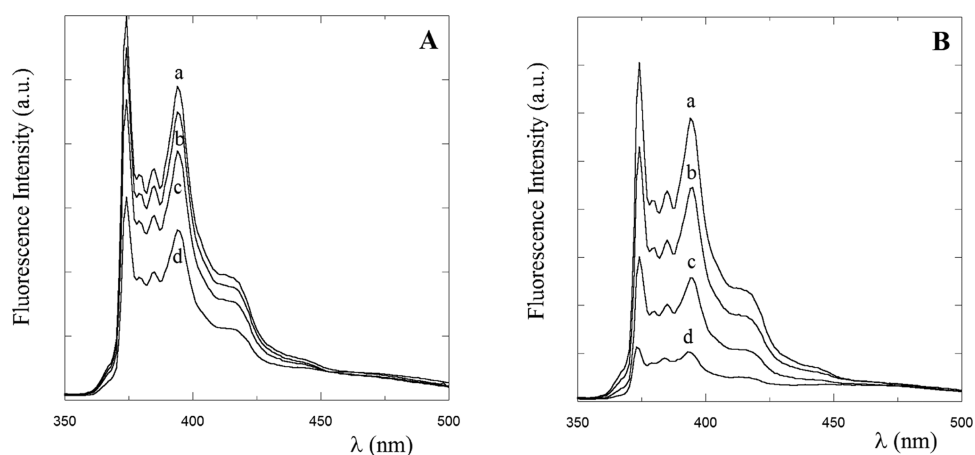 A
Fluorescence Intensity (a.u.)
a
b
c
d
350
400
450
500
λ (nm)
B
Fluorescence Intensity (a.u.)
a
b
c
d
350
400
450
500
λ (nm)